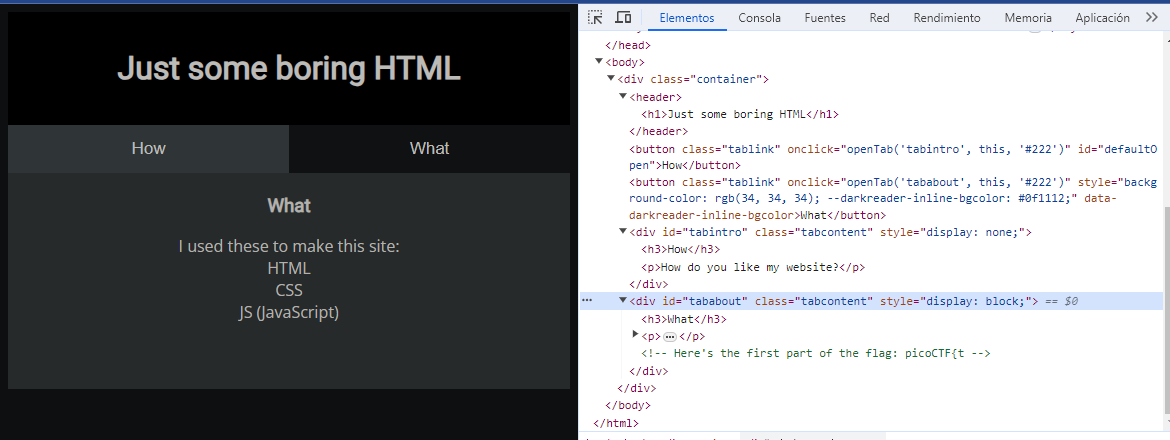 Just some boring HTML
How
What
What
I used these to make this site:
HTML
CSS
JS (JavaScript)
Elementos
Consola
Fuentes
Red
Rendimiento
Memoria
Aplicación
</head>
<body>
<div class="container">
<header>
<h1>Just some boring HTML</h1>
</header>
<button class="tablink" onclick="openTab('tabintro', this, '#222')" id="defaultO
pen">How</button>
<button class="tablink" onclick="openTab('tababout', this, '#222')" style="backg
round-color: rgb(34, 34, 34); --darkreader-inline-bgcolor: #0f1112;" data-
darkreader-inline-bgcolor>What</button>
<div id="tabintro" class="tabcontent" style="display: none;">
<h3>How</h3>
<p>How do you like my website?</p>
</div>
<div id="tababout" class="tabcontent" style="display: block;"> == $0
<h3>What</h3>
<p>…</p>
<!-- Here's the first part of the flag: picoCTF{t -->
</div>
</div>
</body>
</html>